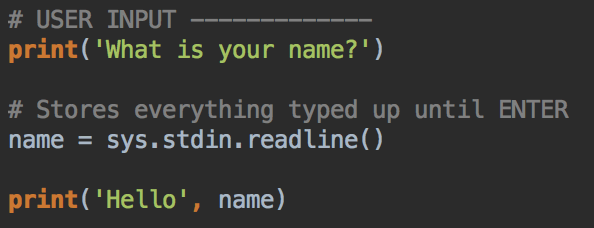 # USER INPUT -------------
print('What is your name?')
# Stores everything typed up until ENTER
name = sys.stdin.readline()
print('Hello', name)